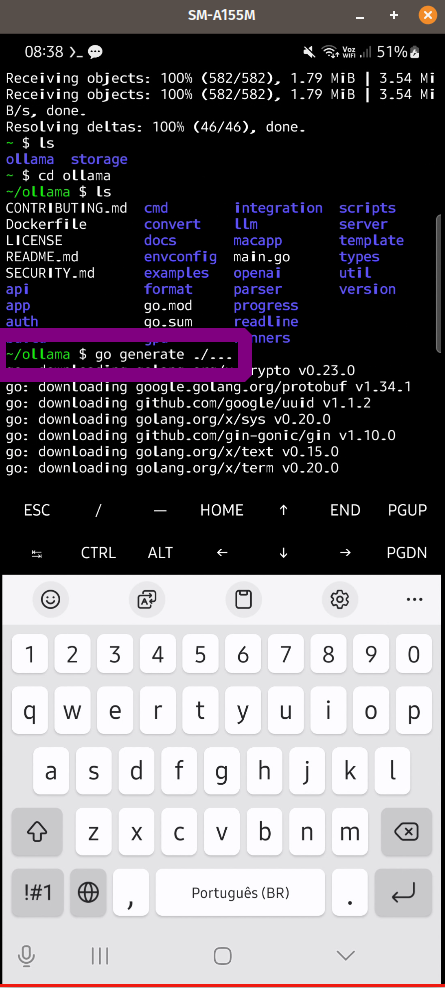 SM-A155M
08:38 >_ Voz WiFi 51%
Receiving objects: 100% (582/582), 1.79 MiB | 3.54 Mi
Receiving objects: 100% (582/582), 1.79 MiB | 3.54 Mi
B/s, done.
Resolving deltas: 100% (46/46), done.
~ $ ls
ollama storage
~ $ cd ollama
~/ollama $ ls
CONTRIBUTING.md cmd integration scripts
Dockerfile convert llm server
LICENSE docs macapp template
README.md envconfig main.go types
SECURITY.md examples openai util
api format parser version
app go.mod progress
auth go.sum readline
~/ollama $ go generate ./...
go: downloading golang.org/x/crypto v0.23.0
go: downloading google.golang.org/protobuf v1.34.1
go: downloading github.com/google/uuid v1.1.2
go: downloading golang.org/x/sys v0.20.0
go: downloading github.com/gin-gonic/gin v1.10.0
go: downloading golang.org/x/text v0.15.0
go: downloading golang.org/x/term v0.20.0
ESC / — HOME ↑ END PGUP
↹ CTRL ALT ← ↓ → PGDN
1 2 3 4 5 6 7 8 9 0
q w e r t y u i o p
a s d f g h j k l
z x c v b n m
!#1 , Português (BR) .